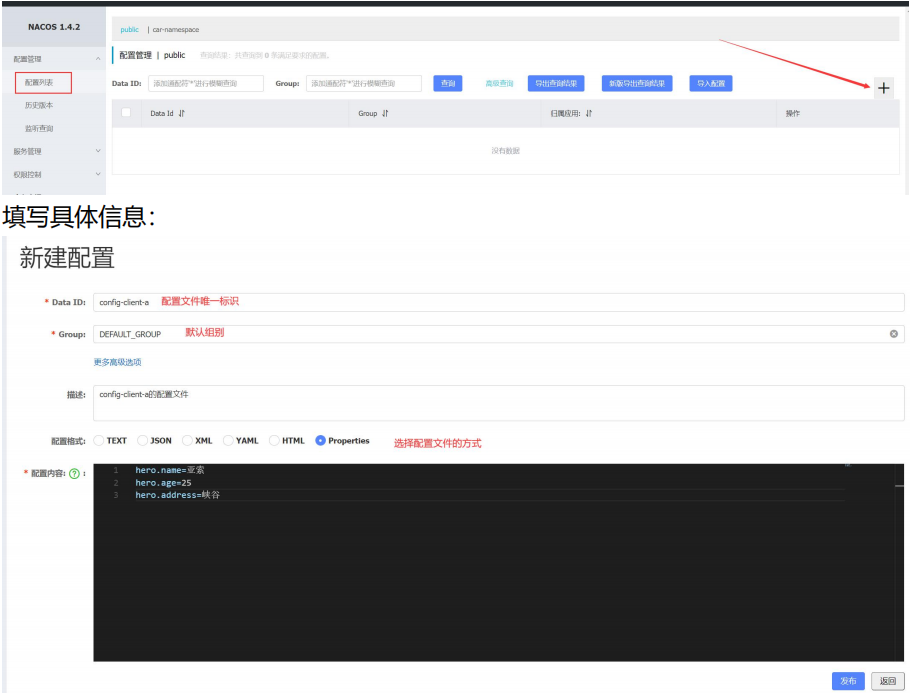 NACOS 1.4.2
public | car-namespace
配置管理
配置管理 | public 查询结果：共查询到 0 条满足要求的配置。
配置列表
Data ID: 添加通配符'*'进行模糊查询 Group: 添加通配符'*'进行模糊查询 查询 高级查询 导出查询结果 新版导出查询结果 导入配置 +
历史版本
Data Id Group 归属应用: 操作
监听查询
没有数据
服务管理
权限控制
填写具体信息：
新建配置
* Data ID: config-client-a 配置文件唯一标识
* Group: DEFAULT_GROUP 默认组别
更多高级选项
描述: config-client-a的配置文件
配置格式: TEXT JSON XML YAML HTML Properties 选择配置文件的方式
* 配置内容: ? :
1 hero.name=亚索
2 hero.age=25
3 hero.address=峡谷
发布 返回